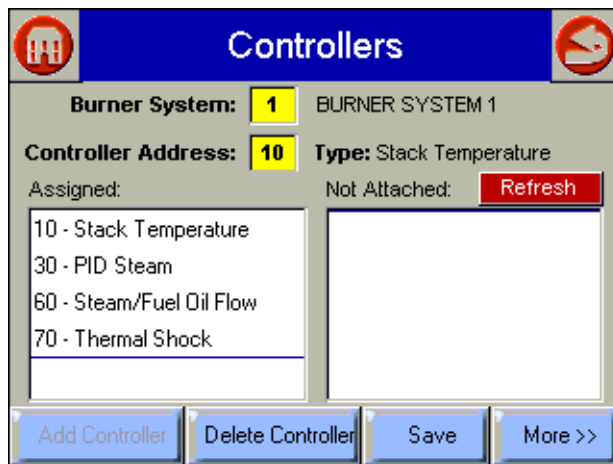 Controllers
Burner System: 1 BURNER SYSTEM 1
Controller Address: 10 Type: Stack Temperature
Assigned: Not Attached: Refresh
10 - Stack Temperature
30 - PID Steam
60 - Steam/Fuel Oil Flow
70 - Thermal Shock
Add Controller Delete Controller Save More >>